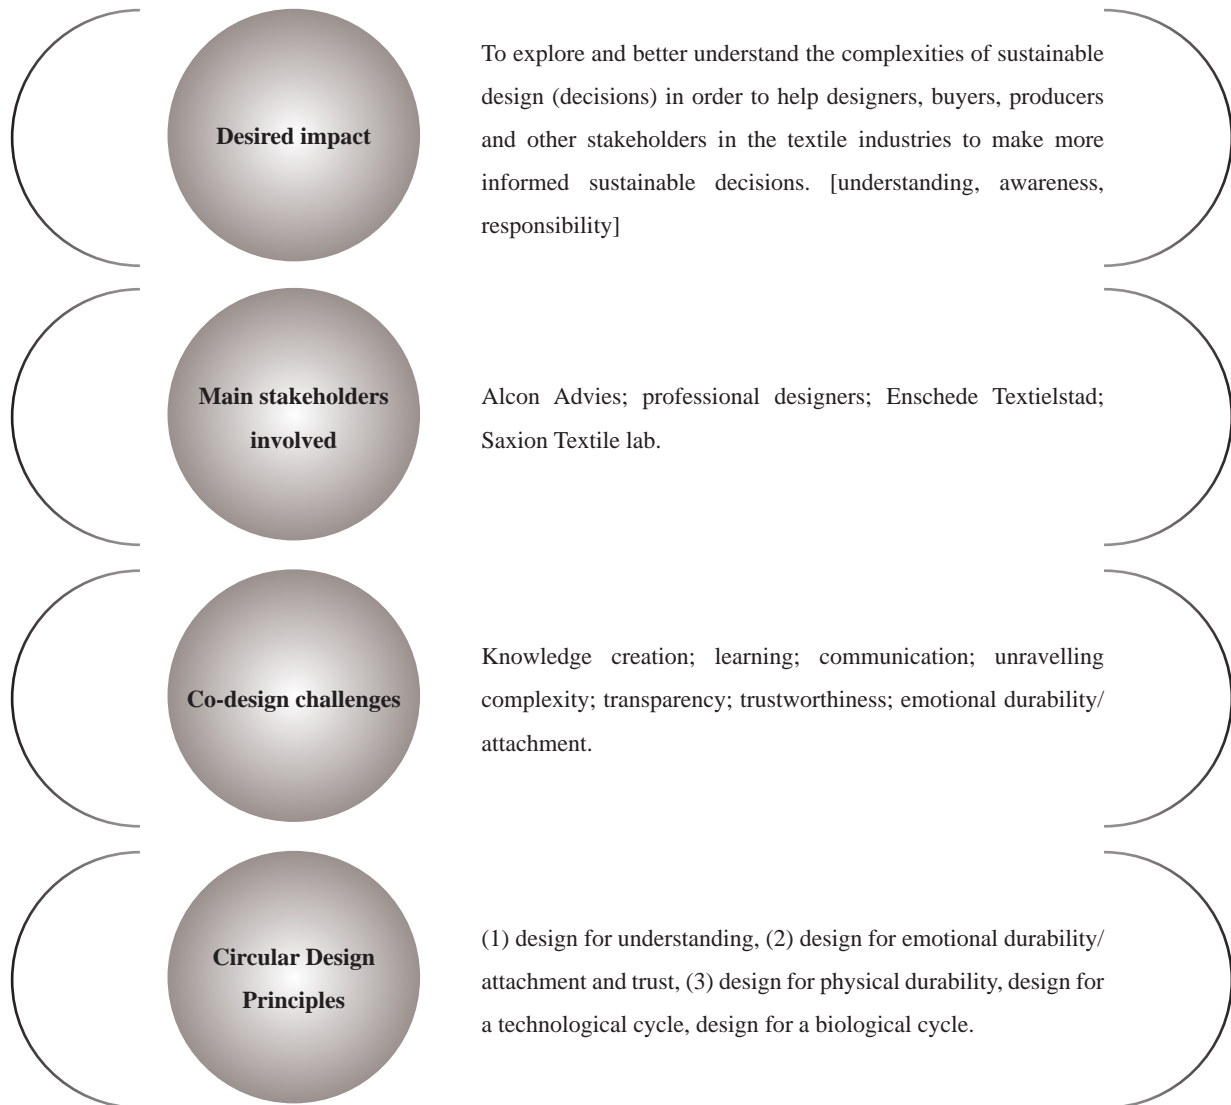 Desired impact
To explore and better understand the complexities of sustainable
design (decisions) in order to help designers, buyers, producers
and other stakeholders in the textile industries to make more
informed sustainable decisions. [understanding, awareness,
responsibility]
Main stakeholders
involved
Alcon Advies; professional designers; Enschede Textielstad;
Saxion Textile lab.
Co-design challenges
Knowledge creation; learning; communication; unravelling
complexity; transparency; trustworthiness; emotional durability/
attachment.
Circular Design
Principles
(1) design for understanding, (2) design for emotional durability/
attachment and trust, (3) design for physical durability, design for
a technological cycle, design for a biological cycle.